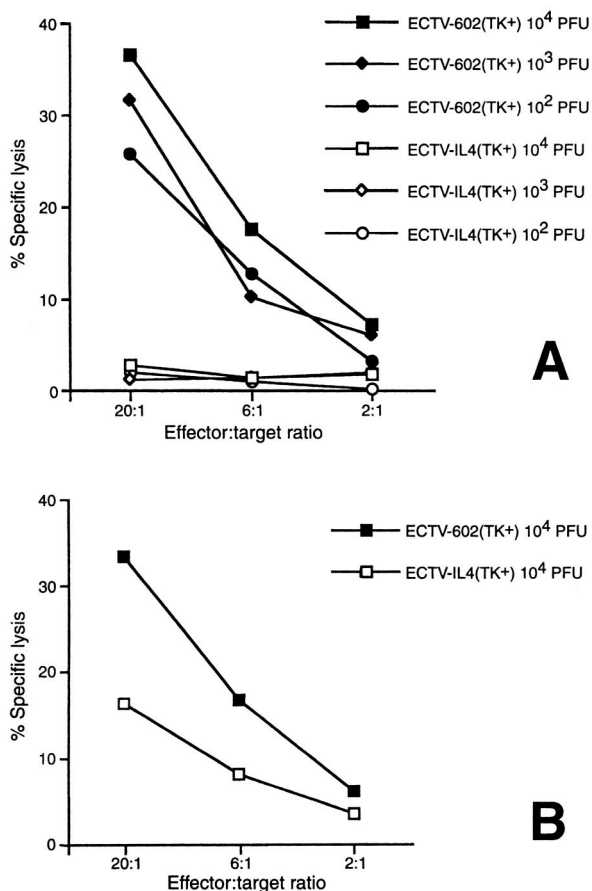 40
30
20
10
0
% Specific lysis
20:1
6:1
2:1
Effector:target ratio
ECTV-602(TK+) 10⁴ PFU
ECTV-602(TK+) 10³ PFU
ECTV-602(TK+) 10² PFU
ECTV-IL4(TK+) 10⁴ PFU
ECTV-IL4(TK+) 10³ PFU
ECTV-IL4(TK+) 10² PFU
A
40
30
20
10
0
% Specific lysis
20:1
6:1
2:1
Effector:target ratio
ECTV-602(TK+) 10⁴ PFU
ECTV-IL4(TK+) 10⁴ PFU
B